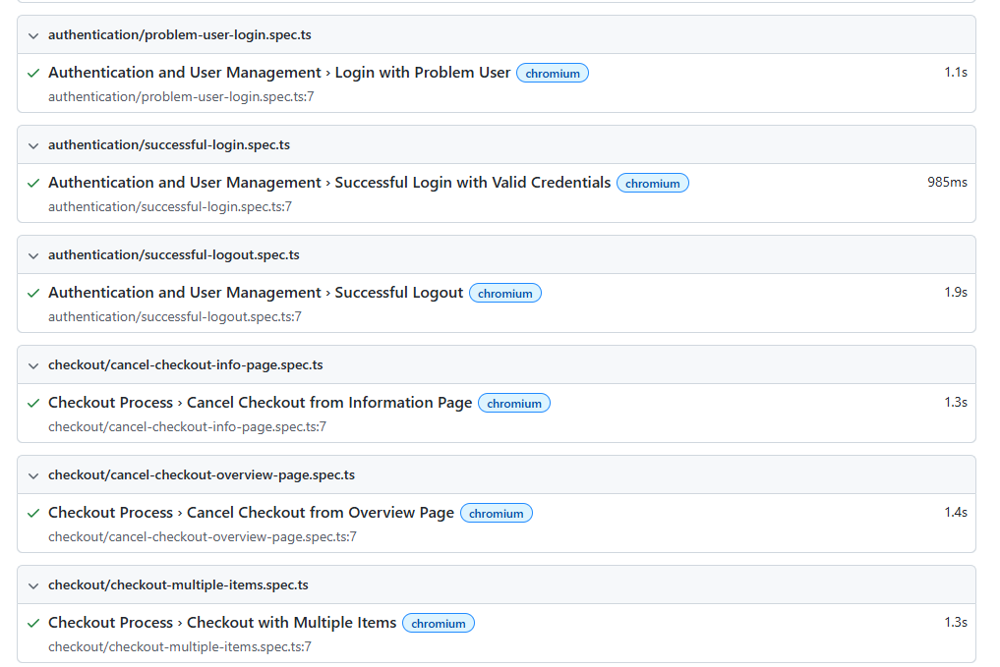 authentication/problem-user-login.spec.ts
Authentication and User Management › Login with Problem User chromium 1.1s
authentication/problem-user-login.spec.ts:7
authentication/successful-login.spec.ts
Authentication and User Management › Successful Login with Valid Credentials chromium 985ms
authentication/successful-login.spec.ts:7
authentication/successful-logout.spec.ts
Authentication and User Management › Successful Logout chromium 1.9s
authentication/successful-logout.spec.ts:7
checkout/cancel-checkout-info-page.spec.ts
Checkout Process › Cancel Checkout from Information Page chromium 1.3s
checkout/cancel-checkout-info-page.spec.ts:7
checkout/cancel-checkout-overview-page.spec.ts
Checkout Process › Cancel Checkout from Overview Page chromium 1.4s
checkout/cancel-checkout-overview-page.spec.ts:7
checkout/checkout-multiple-items.spec.ts
Checkout Process › Checkout with Multiple Items chromium 1.3s
checkout/checkout-multiple-items.spec.ts:7